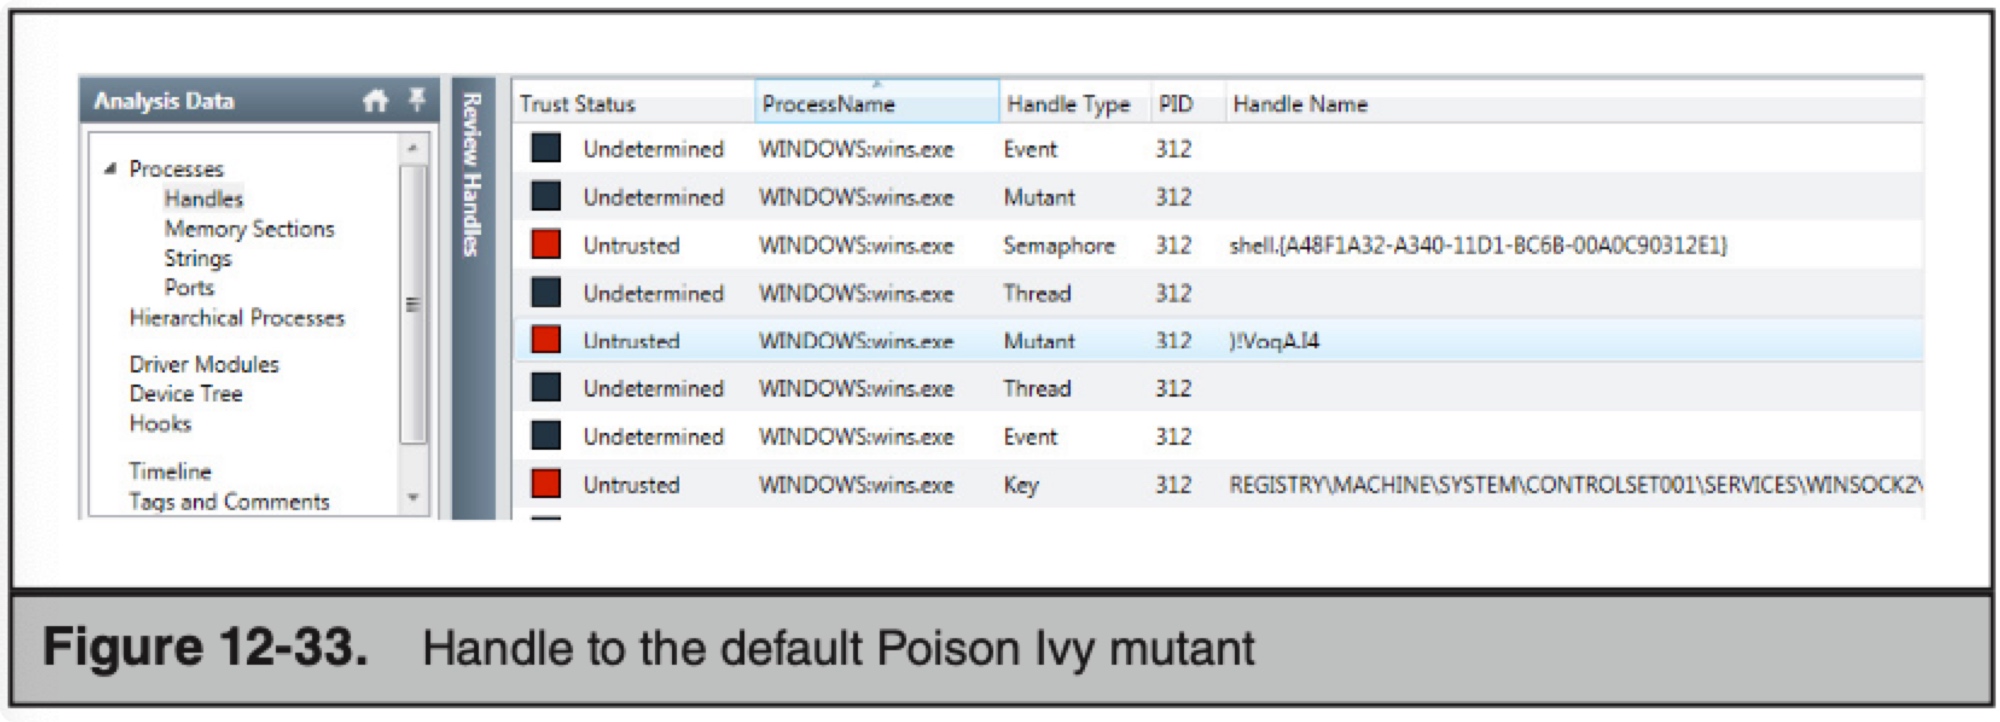 Analysis Data
Processes
Handles
Memory Sections
Strings
Ports
Hierarchical Processes
Driver Modules
Device Tree
Hooks
Timeline
Tags and Comments
Review Handles
Trust Status ProcessName Handle Type PID Handle Name
Undetermined WINDOWS:wins.exe Event 312
Undetermined WINDOWS:wins.exe Mutant 312
Untrusted WINDOWS:wins.exe Semaphore 312 shell.{A48F1A32-A340-11D1-BC6B-00A0C90312E1}
Undetermined WINDOWS:wins.exe Thread 312
Untrusted WINDOWS:wins.exe Mutant 312 )!VoqA.I4
Undetermined WINDOWS:wins.exe Thread 312
Undetermined WINDOWS:wins.exe Event 312
Untrusted WINDOWS:wins.exe Key 312 REGISTRY\MACHINE\SYSTEM\CONTROLSET001\SERVICES\WINSOCK2\
Figure 12-33. Handle to the default Poison Ivy mutant